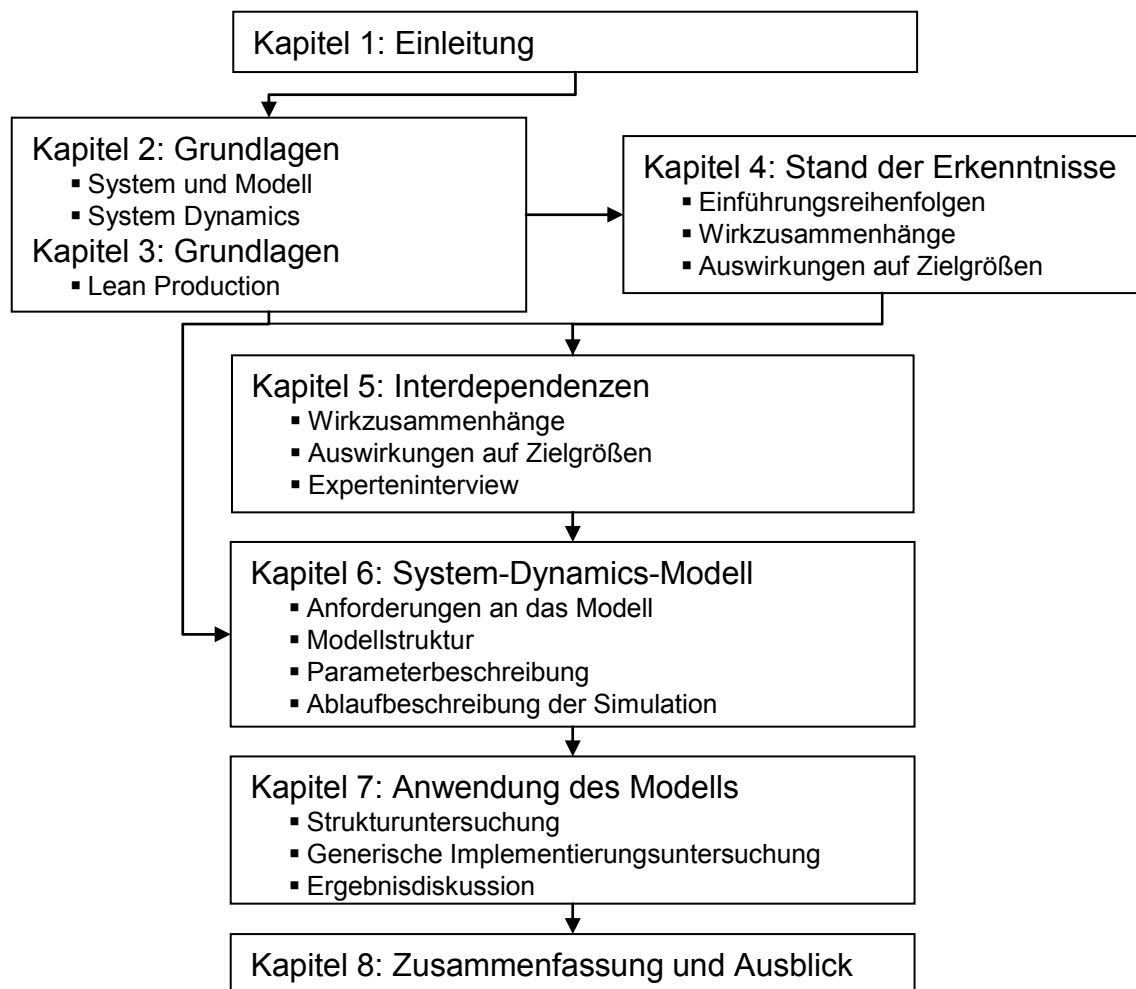 Kapitel 1: Einleitung
Kapitel 2: Grundlagen
▪ System und Modell
▪ System Dynamics
Kapitel 3: Grundlagen
▪ Lean Production
Kapitel 4: Stand der Erkenntnisse
▪ Einführungsreihenfolgen
▪ Wirkzusammenhänge
▪ Auswirkungen auf Zielgrößen
Kapitel 5: Interdependenzen
▪ Wirkzusammenhänge
▪ Auswirkungen auf Zielgrößen
▪ Experteninterview
Kapitel 6: System-Dynamics-Modell
▪ Anforderungen an das Modell
▪ Modellstruktur
▪ Parameterbeschreibung
▪ Ablaufbeschreibung der Simulation
Kapitel 7: Anwendung des Modells
▪ Strukturuntersuchung
▪ Generische Implementierungsuntersuchung
▪ Ergebnisdiskussion
Kapitel 8: Zusammenfassung und Ausblick